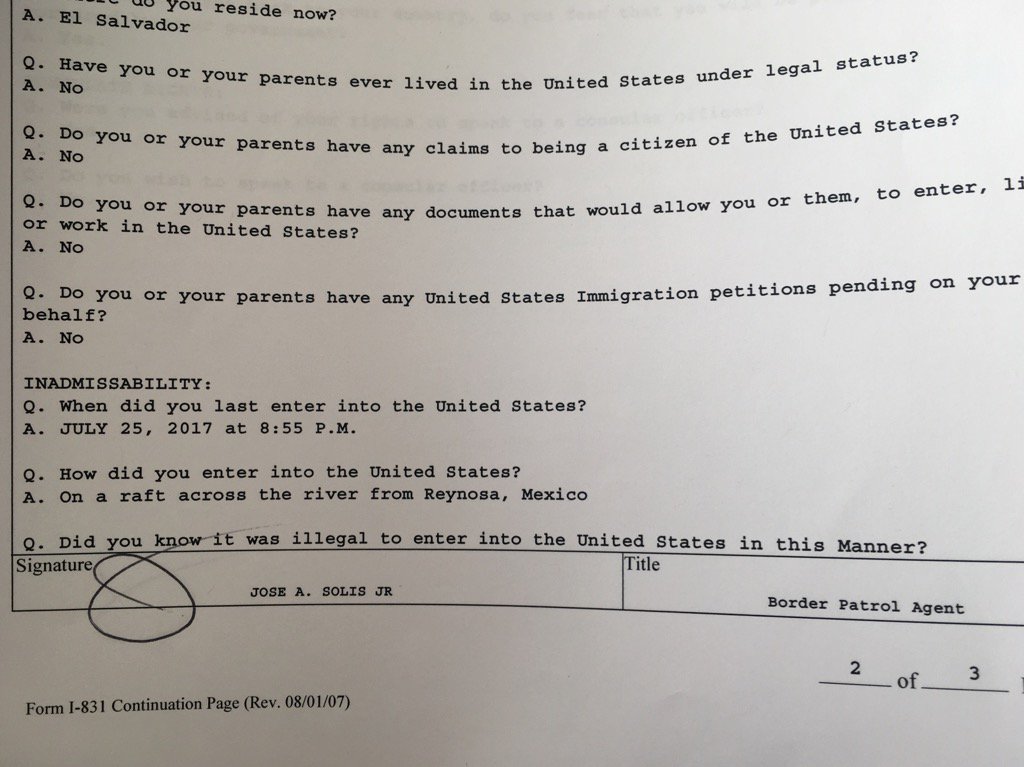 do you reside now?
A. El Salvador
Q. Have you or your parents ever lived in the United States under legal status?
A. No
Q. Do you or your parents have any claims to being a citizen of the United States?
A. No
Q. Do you or your parents have any documents that would allow you or them, to enter, li
or work in the United States?
A. No
Q. Do you or your parents have any United States Immigration petitions pending on your
behalf?
A. No
INADMISSABILITY:
Q. When did you last enter into the United States?
A. JULY 25, 2017 at 8:55 P.M.
Q. How did you enter into the United States?
A. On a raft across the river from Reynosa, Mexico
Q. Did you know it was illegal to enter into the United States in this Manner?
Signature
Title
JOSE A. SOLIS JR
Border Patrol Agent
2 of 3
Form I-831 Continuation Page (Rev. 08/01/07)